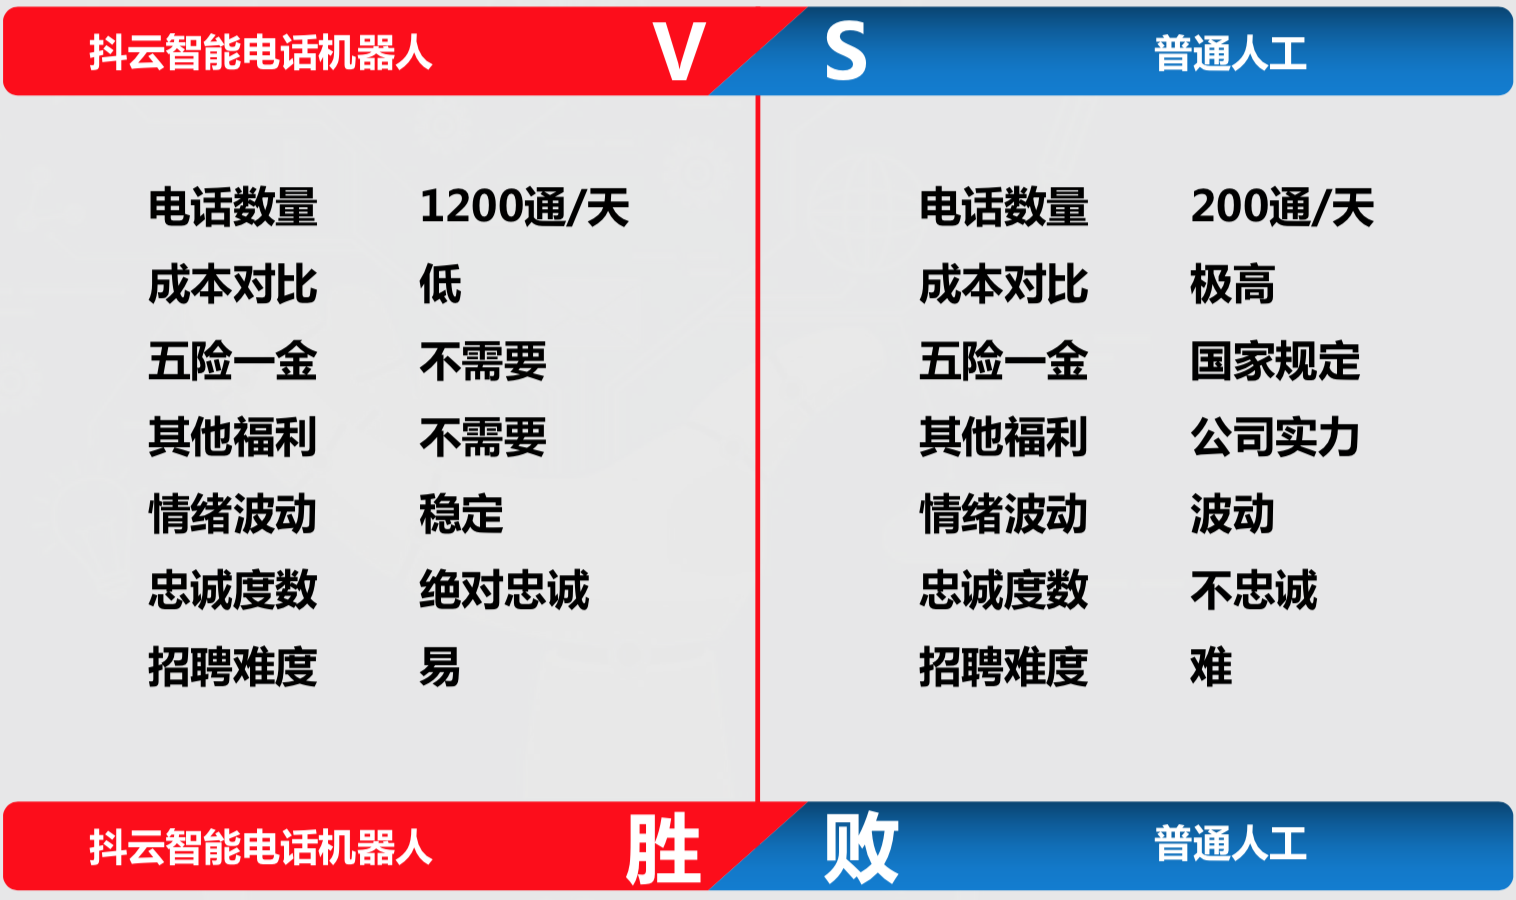 抖云智能电话机器人 VS 普通人工
电话数量 1200通/天 电话数量 200通/天
成本对比 低 成本对比 极高
五险一金 不需要 五险一金 国家规定
其他福利 不需要 其他福利 公司实力
情绪波动 稳定 情绪波动 波动
忠诚度数 绝对忠诚 忠诚度数 不忠诚
招聘难度 易 招聘难度 难
抖云智能电话机器人 胜 败 普通人工